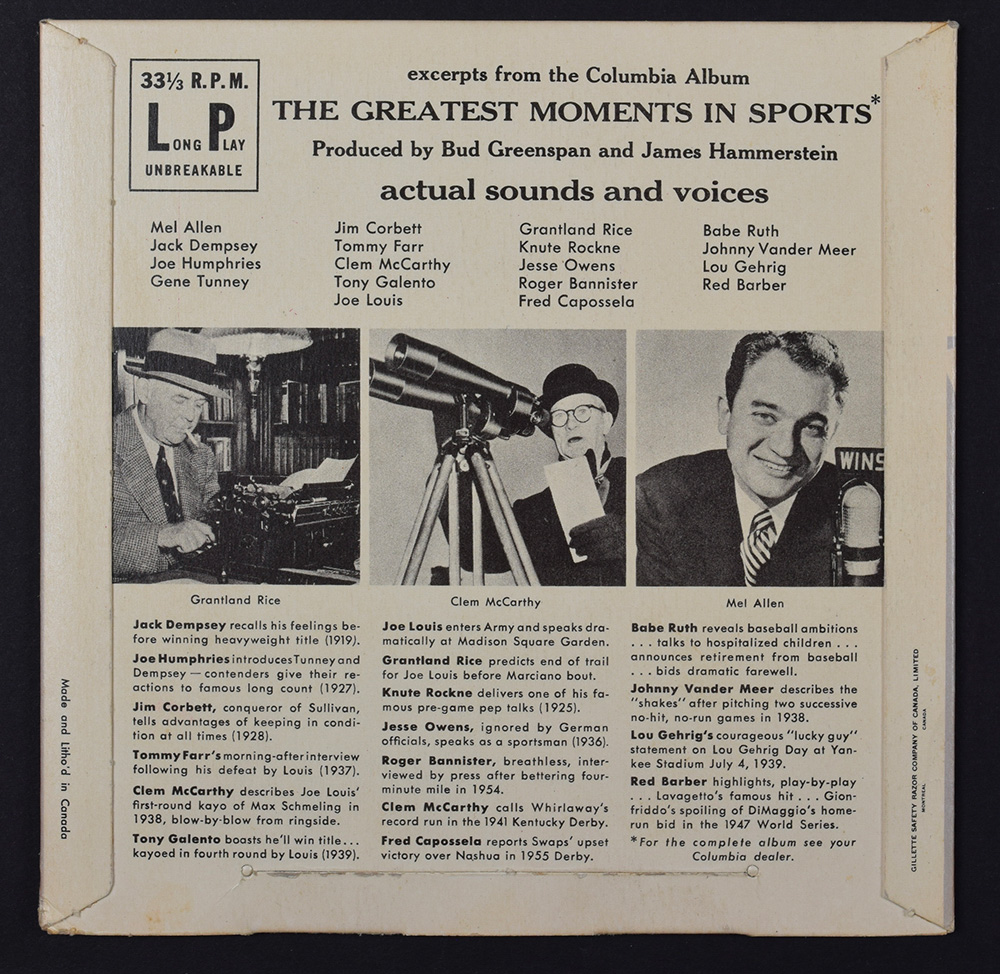 33⅓ R.P.M.
LONG PLAY
UNBREAKABLE
excerpts from the Columbia Album
THE GREATEST MOMENTS IN SPORTS*
Produced by Bud Greenspan and James Hammerstein
actual sounds and voices
Mel Allen
Jack Dempsey
Joe Humphries
Gene Tunney
Jim Corbett
Tommy Farr
Clem McCarthy
Tony Galento
Joe Louis
Grantland Rice
Knute Rockne
Jesse Owens
Roger Bannister
Fred Capossela
Babe Ruth
Johnny Vander Meer
Lou Gehrig
Red Barber
WINS
Grantland Rice
Clem McCarthy
Mel Allen
Jack Dempsey recalls his feelings be-
fore winning heavyweight title (1919).
Joe Humphries introduces Tunney and
Dempsey — contenders give their re-
actions to famous long count (1927).
Jim Corbett, conqueror of Sullivan,
tells advantages of keeping in condi-
tion at all times (1928).
Tommy Farr's morning-after interview
following his defeat by Louis (1937).
Clem McCarthy describes Joe Louis'
first-round kayo of Max Schmeling in
1938, blow-by-blow from ringside.
Tony Galento boasts he'll win title...
kayoed in fourth round by Louis (1939).
Joe Louis enters Army and speaks dra-
matically at Madison Square Garden.
Grantland Rice predicts end of trail
for Joe Louis before Marciano bout.
Knute Rockne delivers one of his fa-
mous pre-game pep talks (1925).
Jesse Owens, ignored by German
officials, speaks as a sportsman (1936).
Roger Bannister, breathless, inter-
viewed by press after bettering four-
minute mile in 1954.
Clem McCarthy calls Whirlaway's
record run in the 1941 Kentucky Derby.
Fred Capossela reports Swaps' upset
victory over Nashua in 1955 Derby.
Babe Ruth reveals baseball ambitions
. . . talks to hospitalized children . . .
announces retirement from baseball
. . . bids dramatic farewell.
Johnny Vander Meer describes the
"shakes" after pitching two successive
no-hit, no-run games in 1938.
Lou Gehrig's courageous "lucky guy"
statement on Lou Gehrig Day at Yan-
kee Stadium July 4, 1939.
Red Barber highlights, play-by-play
. . . Lavagetto's famous hit . . . Gion-
friddo's spoiling of DiMaggio's home-
run bid in the 1947 World Series.
*For the complete album see your
Columbia dealer.
Made and Litho'd in Canada
GILLETTE SAFETY RAZOR COMPANY OF CANADA, LIMITED
MONTREAL CANADA